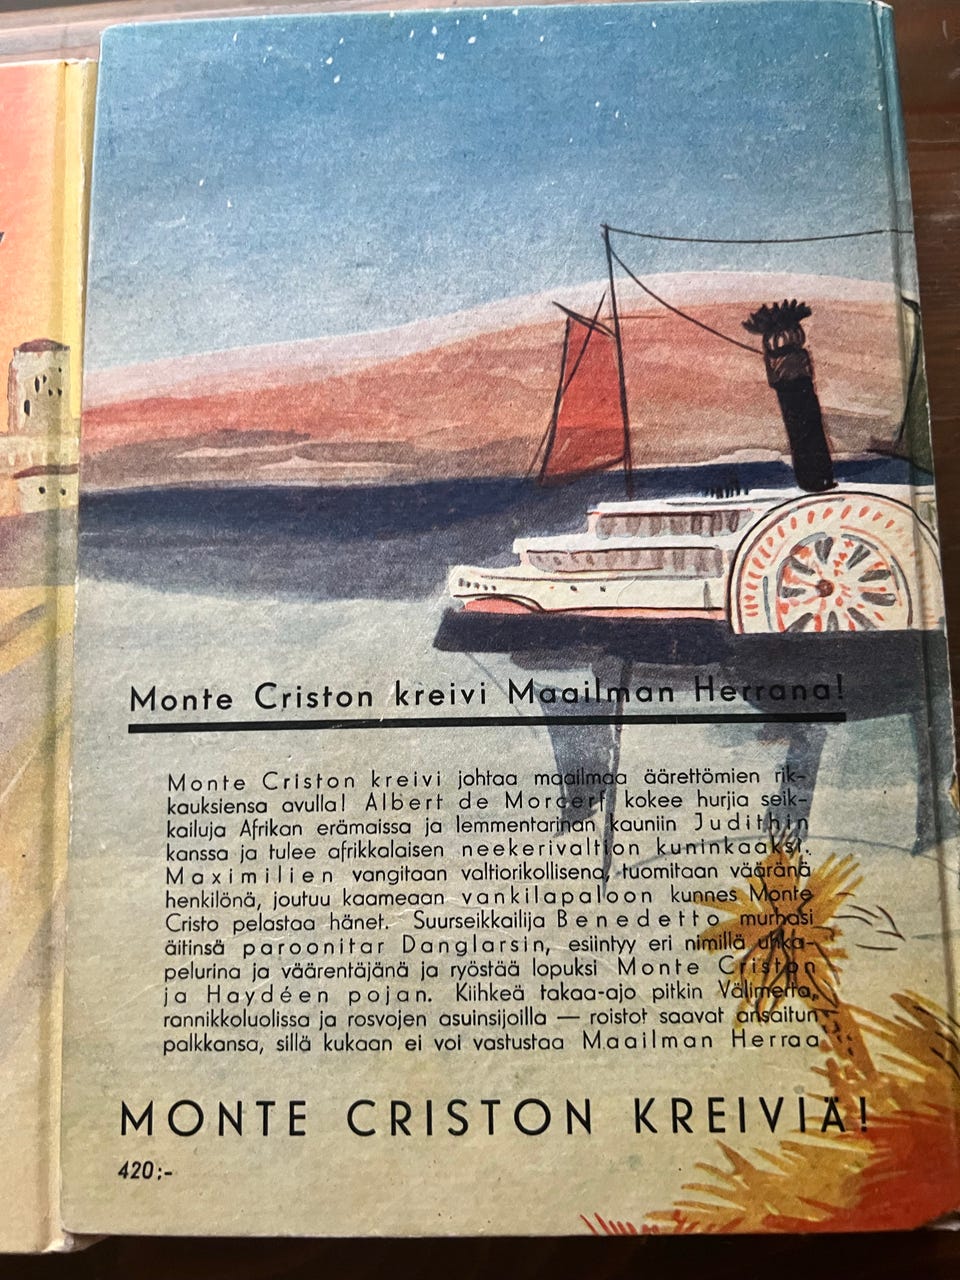 Monte Criston kreivi Maailman Herrana!
Monte Criston kreivi johtaa maailmaa äärettömien rik-
kauksiensa avulla! Albert de Morcerf kokee hurjia seik-
kailuja Afrikan erämaissa ja lemmentarinan kauniin Judithin
kanssa ja tulee afrikkalaisen neekerivaltion kuninkaaksi.
Maximilien vangitaan valtiorikollisena, tuomitaan vääränä
henkilönä, joutuu kaameaan vankilapaloon kunnes Monte
Cristo pelastaa hänet. Suurseikkailija Benedetto murhasi
äitinsä paroonitar Danglarsin, esiintyy eri nimillä uhka-
pelurina ja väärentäjänä ja ryöstää lopuksi Monte Criston
ja Haydéen pojan. Kiihkeä takaa-ajo pitkin Välimerta,
rannikkoluolissa ja rosvojen asuinsijoilla — roistot saavat ansaitun
palkkansa, sillä kukaan ei voi vastustaa Maailman Herraa
MONTE CRISTON KREIVIÄ!
420;-